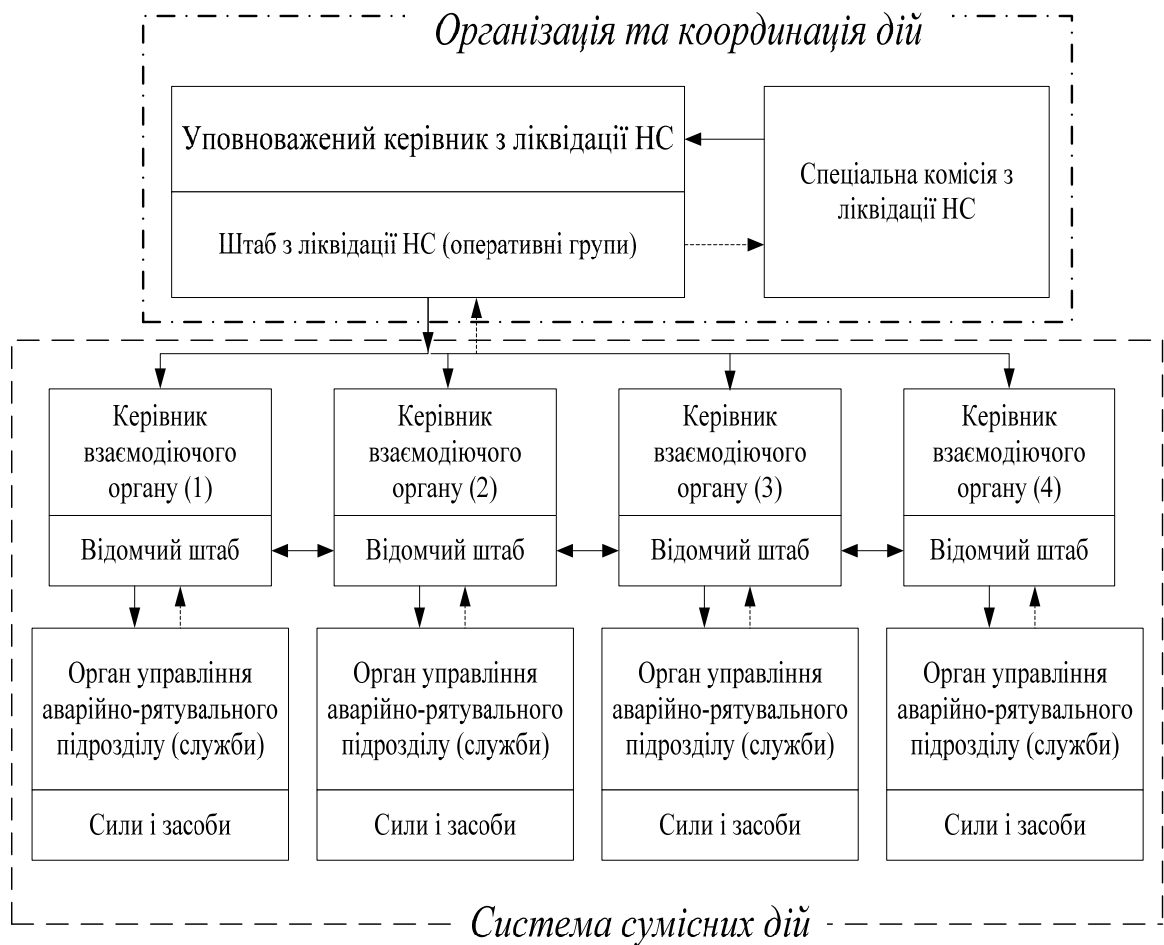 Організація та координація дій
Уповноважений керівник з ліквідації НС
Штаб з ліквідації НС (оперативні групи)
Спеціальна комісія з
ліквідації НС
Керівник
взаємодіючого
органу (1)
Відомчий штаб
Керівник
взаємодіючого
органу (2)
Відомчий штаб
Керівник
взаємодіючого
органу (3)
Відомчий штаб
Керівник
взаємодіючого
органу (4)
Відомчий штаб
Орган управління
аварійно-рятувального
підрозділу (служби)
Сили і засоби
Орган управління
аварійно-рятувального
підрозділу (служби)
Сили і засоби
Орган управління
аварійно-рятувального
підрозділу (служби)
Сили і засоби
Орган управління
аварійно-рятувального
підрозділу (служби)
Сили і засоби
Система сумісних дій